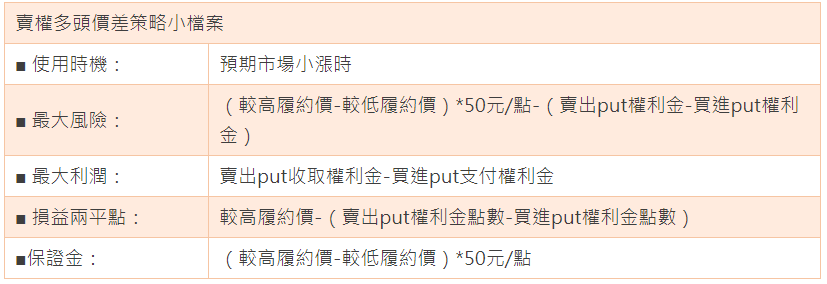 賣權多頭價差策略小檔案
■ 使用時機：
預期市場小漲時
■ 最大風險：
（較高履約價-較低履約價）*50元/點-（賣出put權利金-買進put權利
金）
■ 最大利潤：
賣出put收取權利金-買進put支付權利金
■ 損益兩平點：
較高履約價-（賣出put權利金點數-買進put權利金點數）
■保證金：
（較高履約價-較低履約價）*50元/點